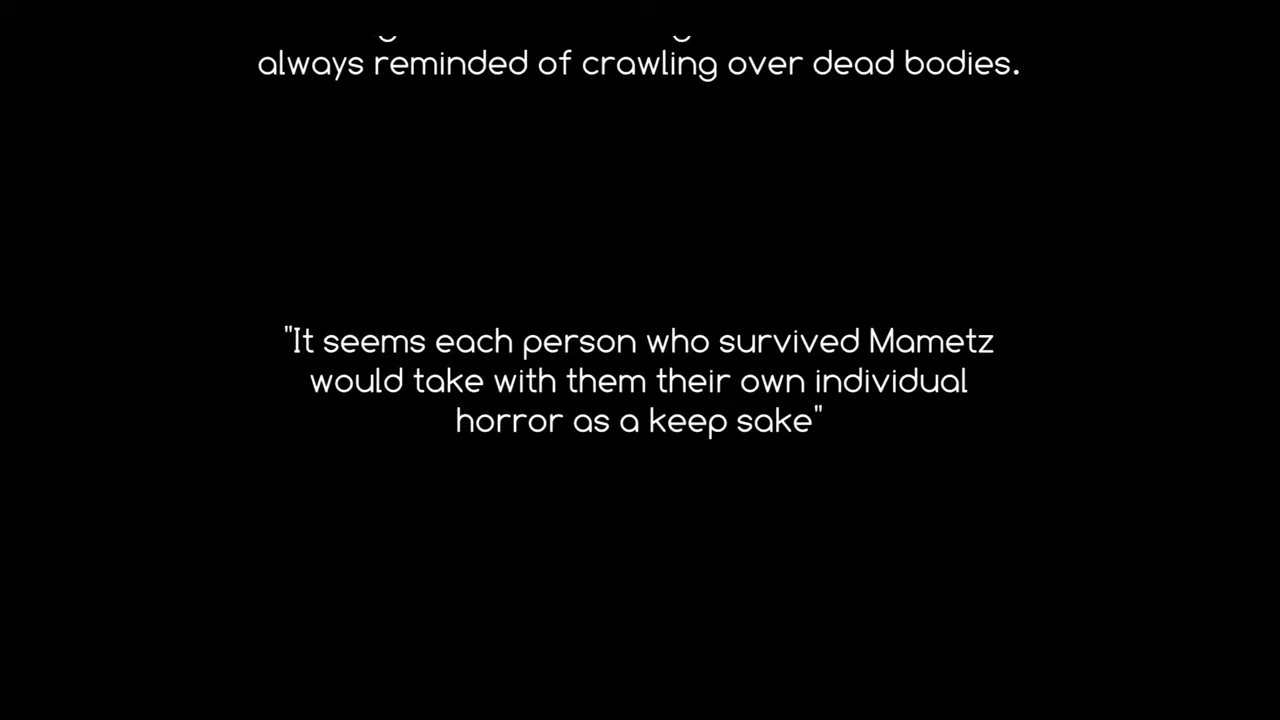 always reminded of crawling over dead bodies.
"It seems each person who survived Mametz
would take with them their own individual
horror as a keep sake"